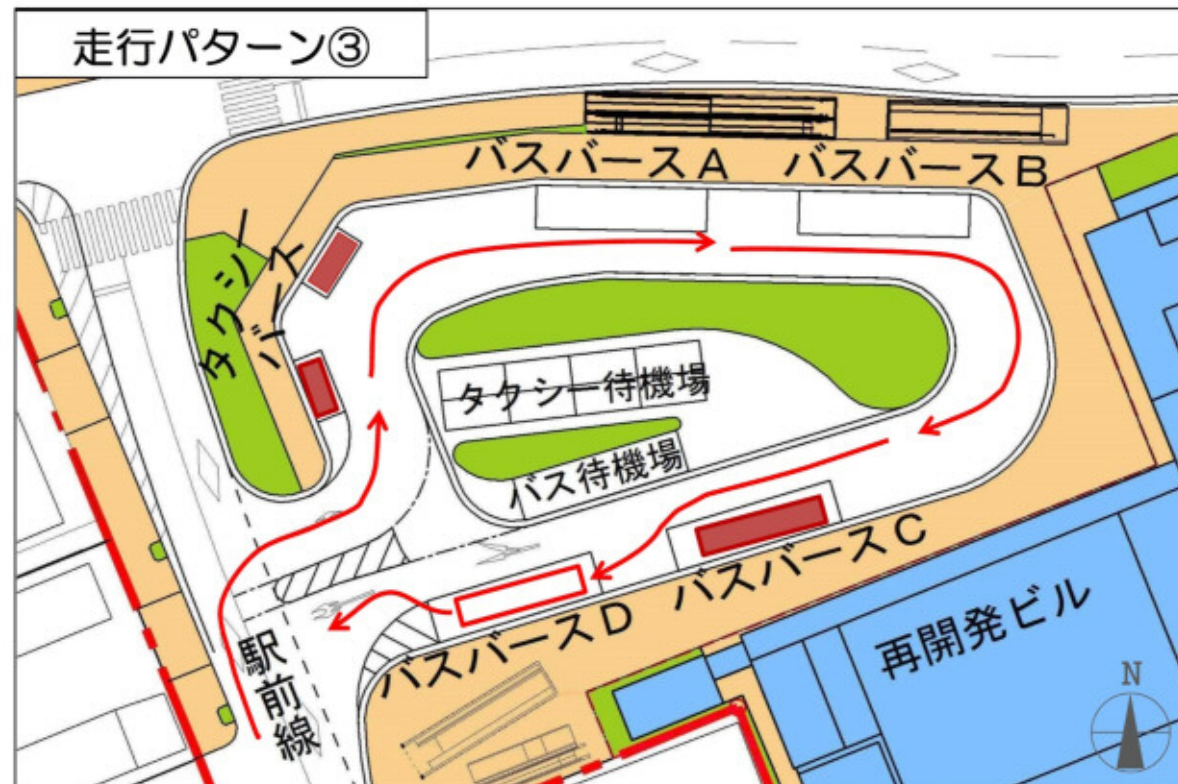 走行パターン③
バスバースA
バスバースB
タクシー
バース
タクシー待機場
バス待機場
バスバースC
バスバースD
再開発ビル
駅前線
N